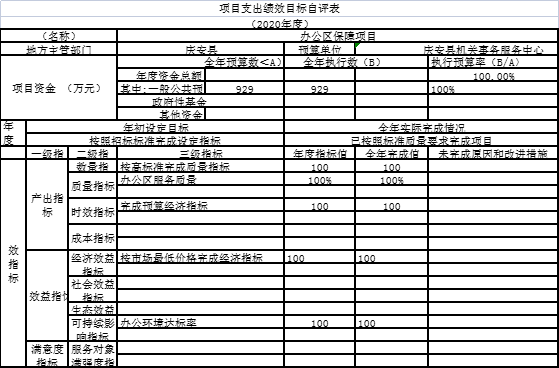 项目支出绩效目标自评表
（2020年度）
（名称） 办公区保障项目
地方主管部门 庆安县 预算单位 庆安县机关事务服务中心
项目资金 （万元） 全年预算数<A） 全年执行数（B） 执行预算率（B/A）
年度资金总额 100.00%
其中:一般公共预 929 929 100%
政府性基金
其他资金
年度 年初设定目标 全年实际完成情况
按照招标标准完成设定指标 已按照标准质量要求完成项目
效指标 一级指 二级指 三级指标 年度指标值 全年完成值 未完成原因和改进措施
产出指标 数量指 按高标准完成质量指标 100 100
质量指标 办公区服务质量 100% 100%
时效指标 完成预算经济指标 100 100
成本指标
效益指 经济效益指标 按市场最低价格完成经济指标 100 100
社会效益指标
生态效益
可持续影响指标 办公环境达标率 100 100
满意度指标 服务对象满强度指